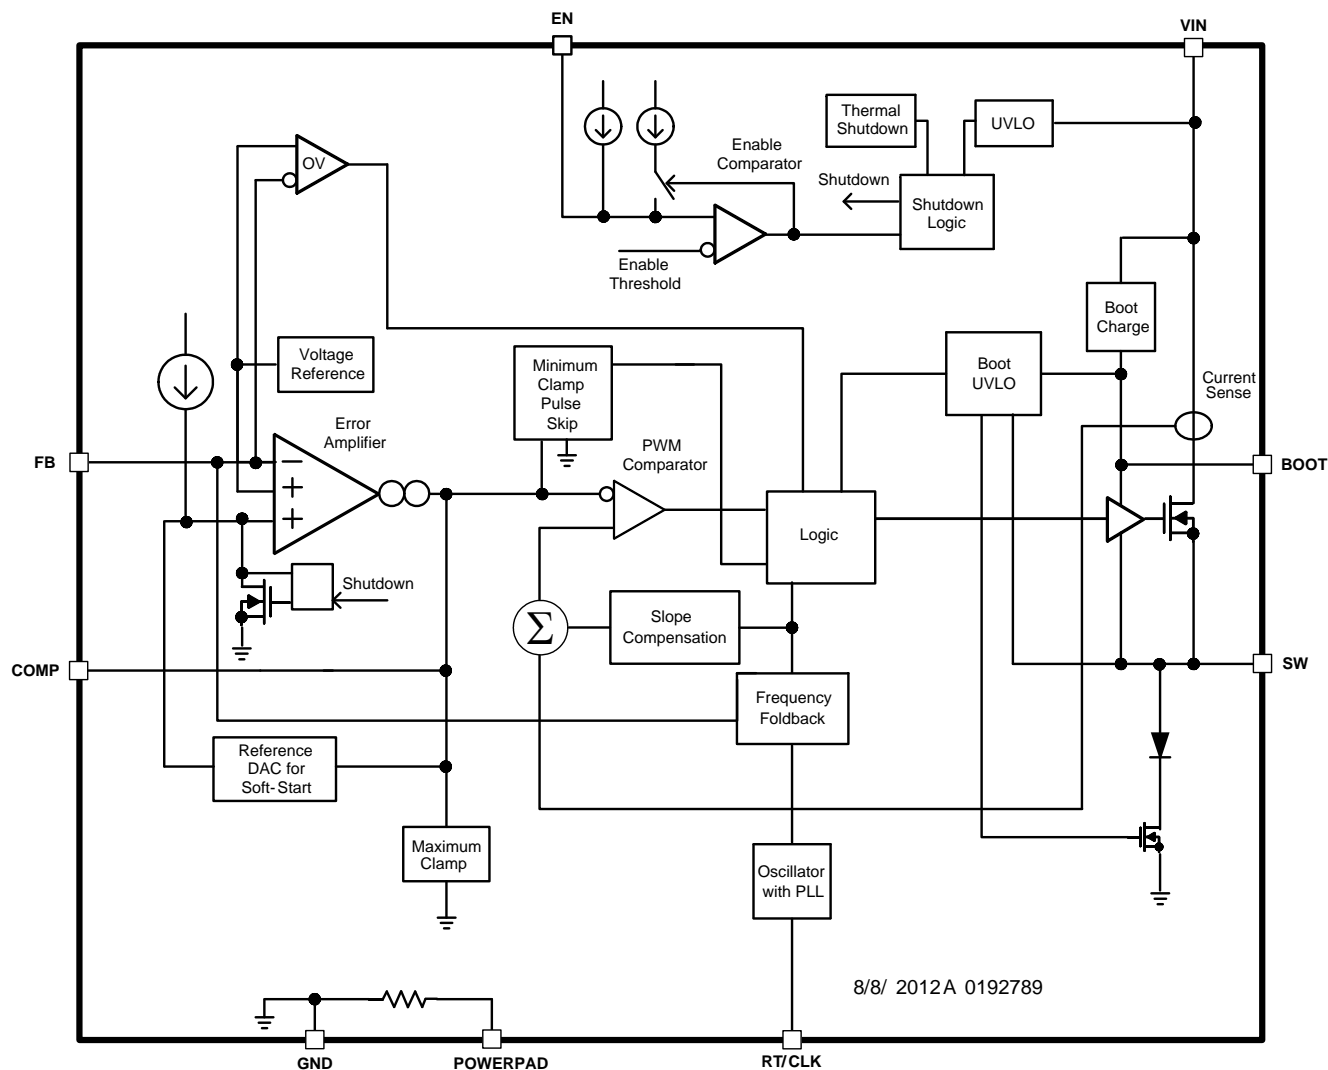 EN
VIN
Thermal
Shutdown
UVLO
OV
Enable
Comparator
Shutdown
Shutdown
Logic
Enable
Threshold
Boot
Charge
Voltage
Reference
Minimum
Clamp
Pulse
Skip
Boot
UVLO
Current
Sense
Error
Amplifier
PWM
Comparator
FB
BOOT
−
+
+
Logic
Shutdown
Σ
Slope
Compensation
COMP
SW
Frequency
Foldback
Reference
DAC for
Soft-Start
Maximum
Clamp
Oscillator
with PLL
8/8/ 2012 A 0192789
GND
POWERPAD
RT/CLK